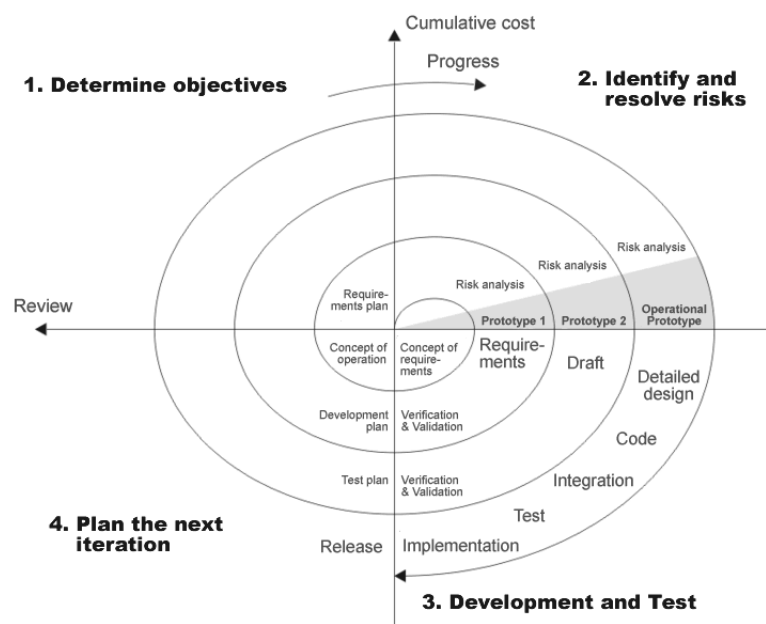 Cumulative cost
Progress
1. Determine objectives
2. Identify and
resolve risks
Risk analysis
Risk analysis
Risk analysis
Require-
ments plan
Review
Prototype 1
Prototype 2
Operational
Prototype
Concept of
operation
Concept of
require-
ments
Require-
ments
Draft
Detailed
design
Development
plan
Verification
& Validation
Code
Test plan
Verification
& Validation
Integration
Test
4. Plan the next
iteration
Release
Implementation
3. Development and Test